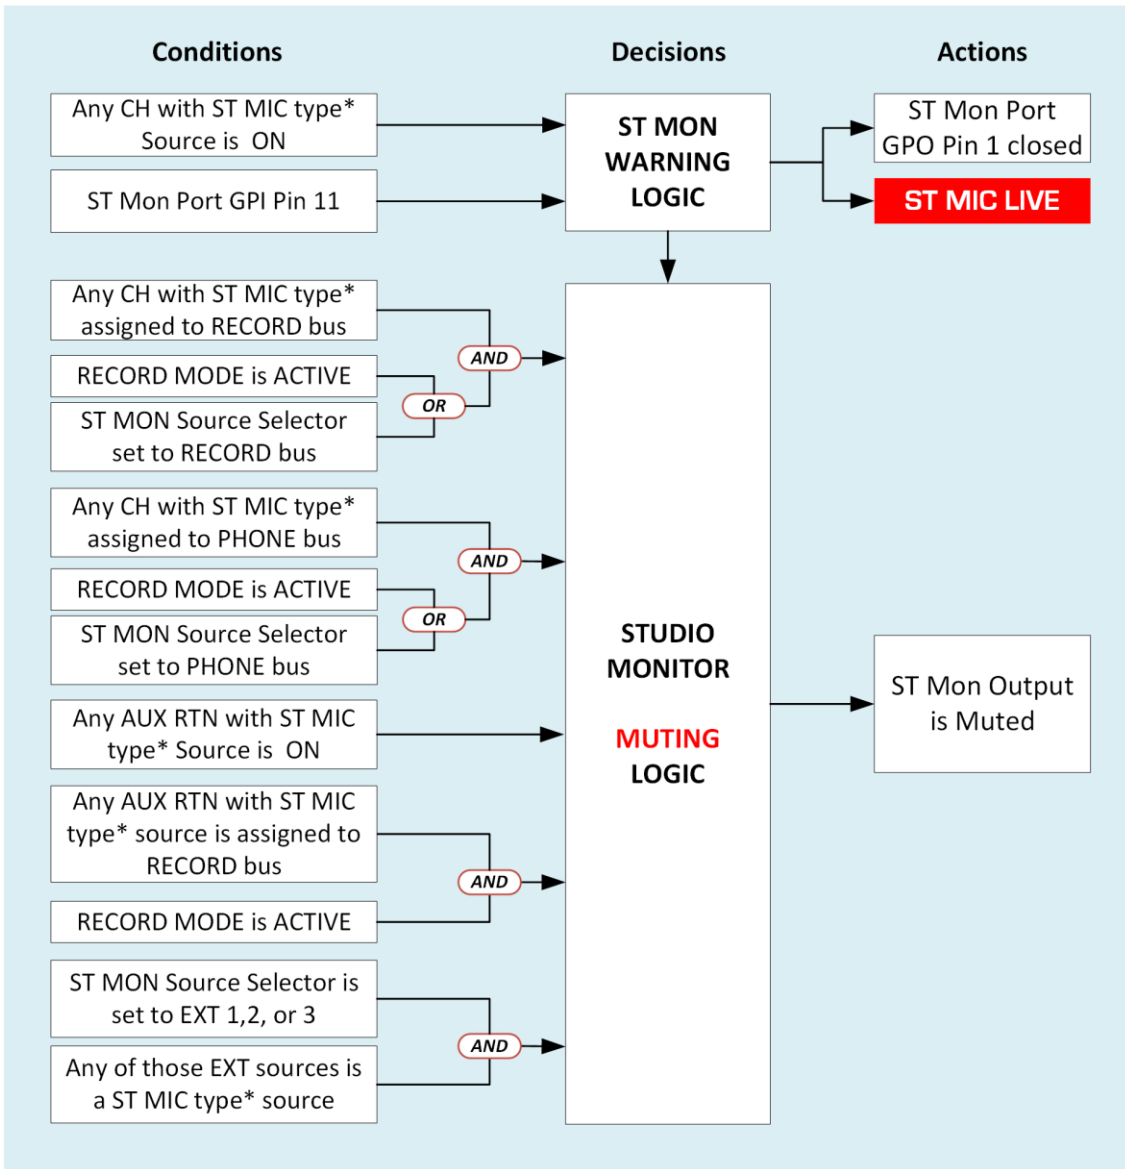 Conditions
Decisions
Actions
Any CH with ST MIC type*
Source is ON
ST Mon Port GPI Pin 11
ST MON
WARNING
LOGIC
ST Mon Port
GPO Pin 1 closed
ST MIC LIVE
Any CH with ST MIC type*
assigned to RECORD bus
AND
RECORD MODE is ACTIVE
OR
ST MON Source Selector
set to RECORD bus
Any CH with ST MIC type*
assigned to PHONE bus
AND
RECORD MODE is ACTIVE
OR
ST MON Source Selector
set to PHONE bus
Any AUX RTN with ST MIC
type* Source is ON
Any AUX RTN with ST MIC
type* source is assigned to
RECORD bus
AND
RECORD MODE is ACTIVE
ST MON Source Selector is
set to EXT 1,2, or 3
AND
Any of those EXT sources is
a ST MIC type* source
STUDIO
MONITOR
MUTING
LOGIC
ST Mon Output
is Muted